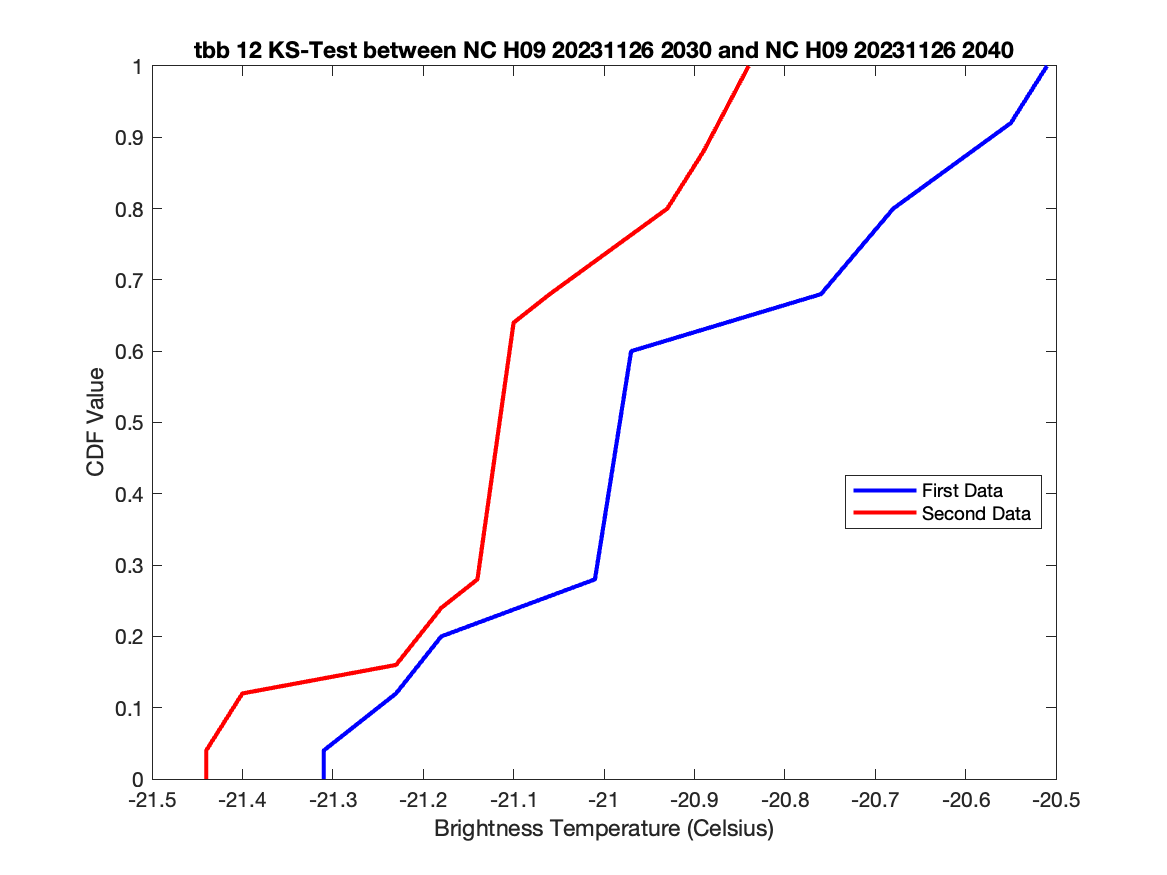 tbb 12 KS-Test between NC H09 20231126 2030 and NC H09 20231126 2040
1
0.9
0.8
0.7
0.6
0.5
0.4
0.3
0.2
0.1
0
CDF Value
First Data
Second Data
-21.5 -21.4 -21.3 -21.2 -21.1 -21 -20.9 -20.8 -20.7 -20.6 -20.5
Brightness Temperature (Celsius)